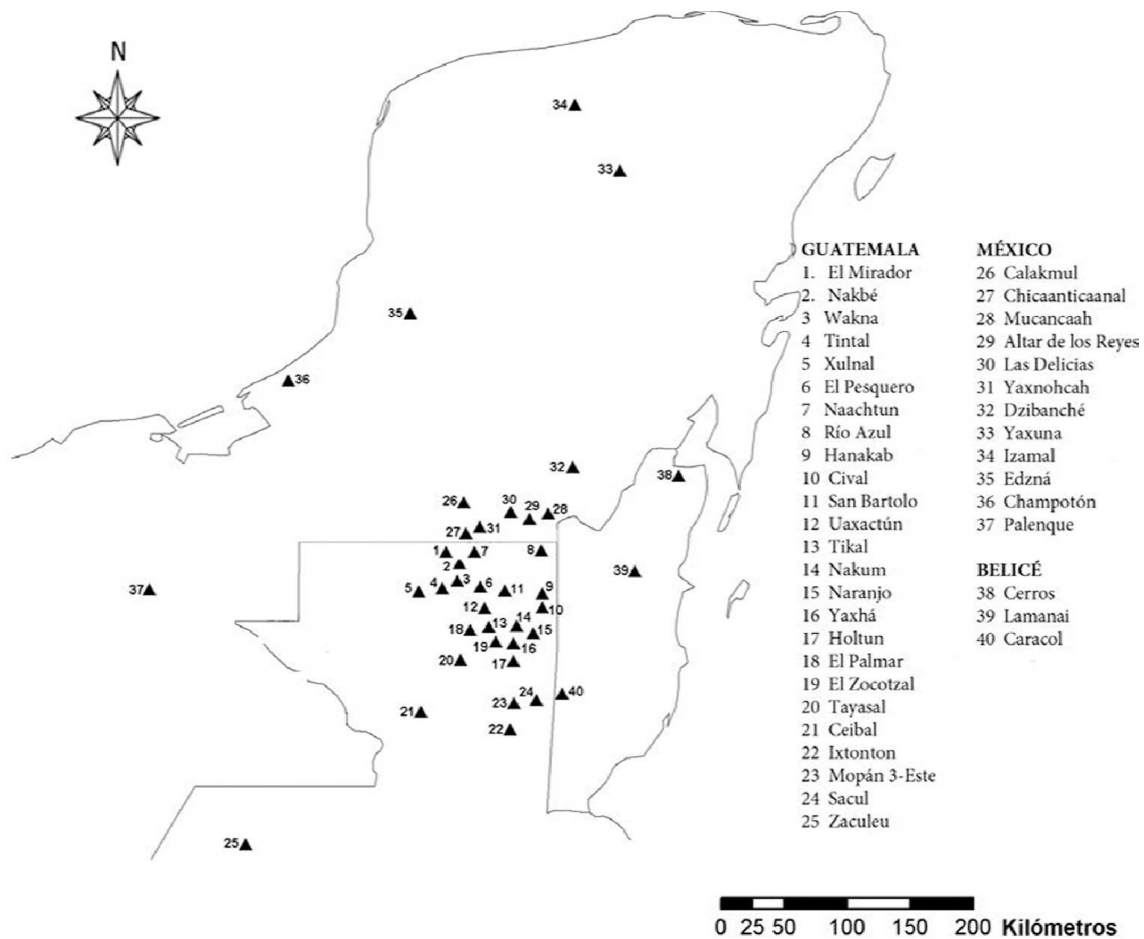 N
34
33
35
36
32
38
26
30
29
28
31
27
1
7
8
2
39
37
3
4
6
5
11
9
12
10
14
13
18
15
19
16
20
17
24
40
23
21
22
25
GUATEMALA
1. El Mirador
2. Nakbé
3 Wakna
4 Tintal
5 Xulnal
6 El Pesquero
7 Naachtun
8 Río Azul
9 Hanakab
10 Cival
11 San Bartolo
12 Uaxactún
13 Tikal
14 Nakum
15 Naranjo
16 Yaxhá
17 Holtun
18 El Palmar
19 El Zocotzal
20 Tayasal
21 Ceibal
22 Ixtonton
23 Mopán 3-Este
24 Sacul
25 Zaculeu
MÉXICO
26 Calakmul
27 Chicaanticaanal
28 Mucancaah
29 Altar de los Reyes
30 Las Delicias
31 Yaxnohcah
32 Dzibanché
33 Yaxuna
34 Izamal
35 Edzná
36 Champotón
37 Palenque
BELICÉ
38 Cerros
39 Lamanai
40 Caracol
0 25 50 100 150 200 Kilómetros